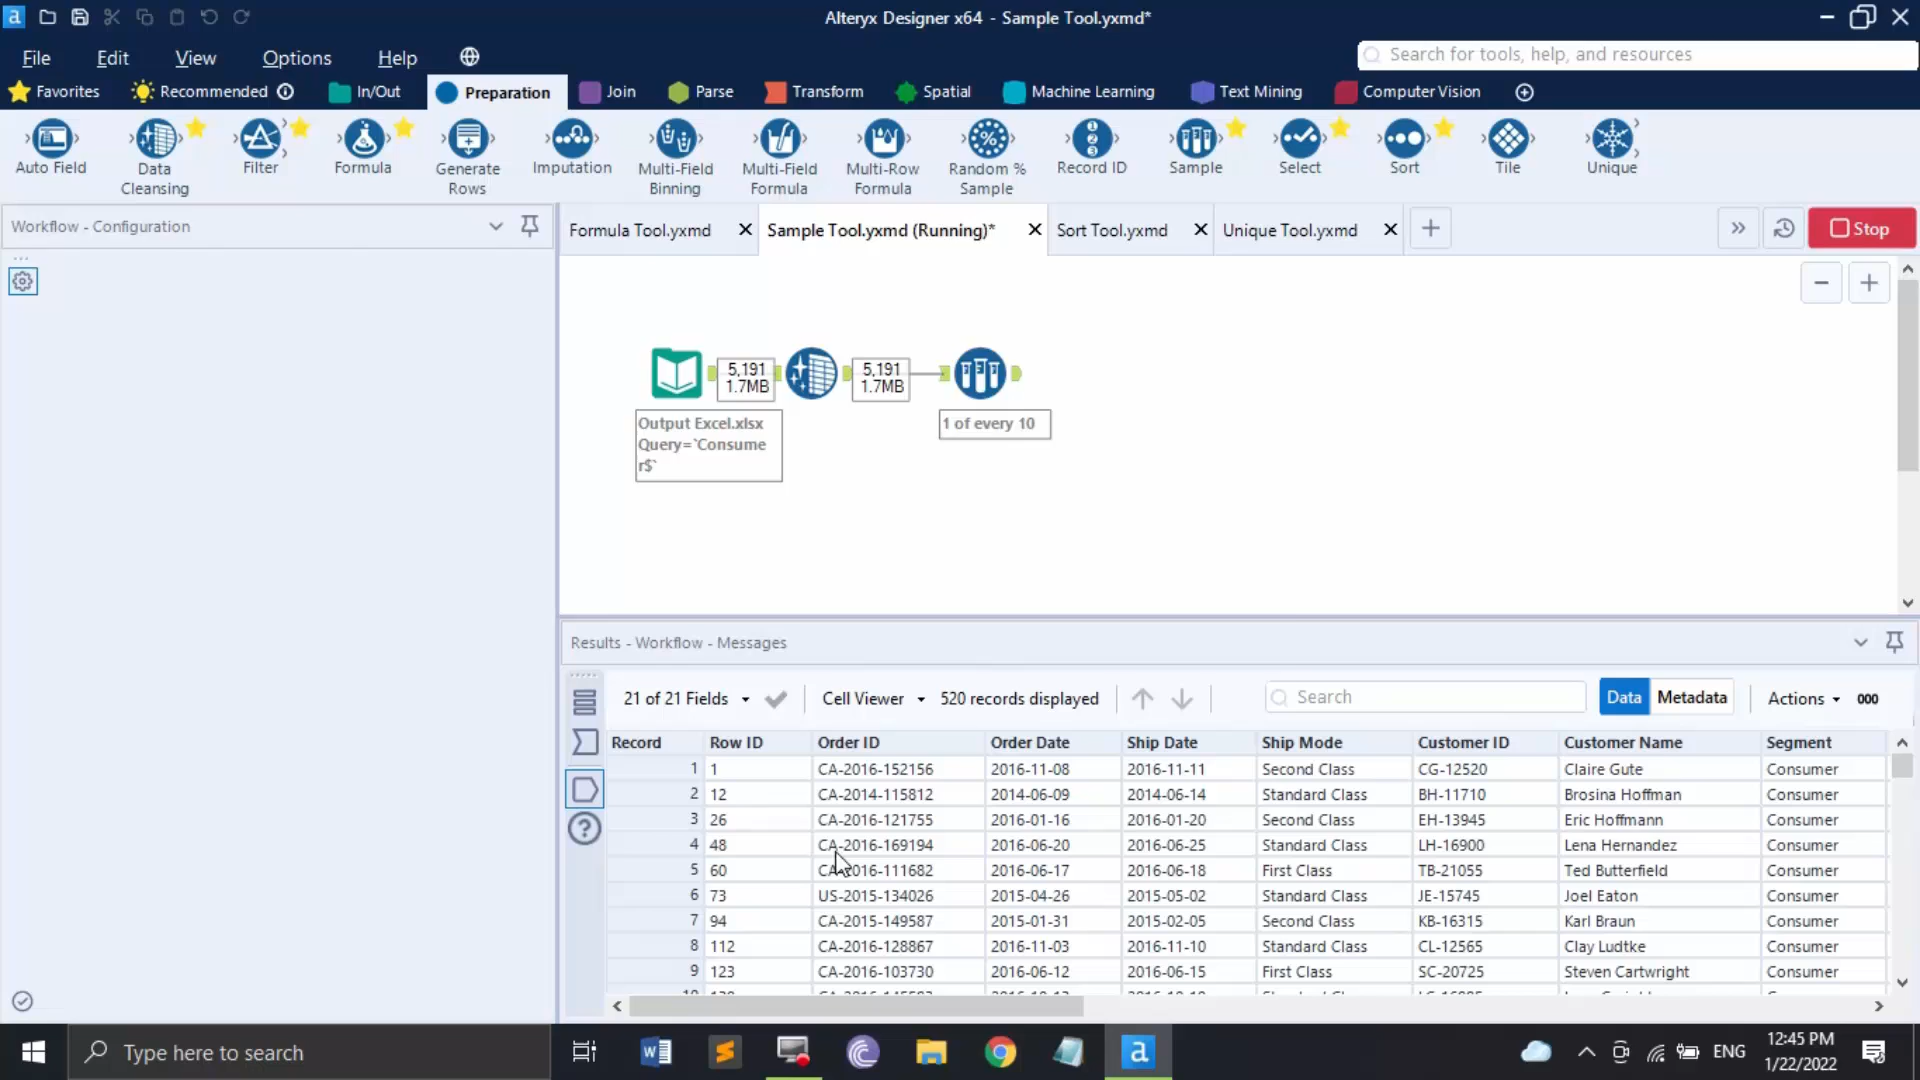 Alteryx Designer x64 - Sample Tool.yxmd*
File Edit View Options Help
Search for tools, help, and resources
Favorites Recommended In/Out Preparation Join Parse Transform Spatial Machine Learning Text Mining Computer Vision
Auto Field
Data
Cleansing
Filter
Formula
Generate
Rows
Imputation
Multi-Field
Binning
Multi-Field
Formula
Multi-Row
Formula
Random %
Sample
Record ID
Sample
Select
Sort
Tile
Unique
Workflow - Configuration
Formula Tool.yxmd
Sample Tool.yxmd (Running)*
Sort Tool.yxmd
Unique Tool.yxmd
Stop
5,191
1.7MB
5,191
1.7MB
Output Excel.xlsx
Query=`Consume
r$`
1 of every 10
Results - Workflow - Messages
21 of 21 Fields Cell Viewer 520 records displayed Search Data Metadata Actions 000
Record Row ID Order ID Order Date Ship Date Ship Mode Customer ID Customer Name Segment
1 1 CA-2016-152156 2016-11-08 2016-11-11 Second Class CG-12520 Claire Gute Consumer
2 12 CA-2014-115812 2014-06-09 2014-06-14 Standard Class BH-11710 Brosina Hoffman Consumer
3 26 CA-2016-121755 2016-01-16 2016-01-20 Second Class EH-13945 Eric Hoffmann Consumer
4 48 CA-2016-169194 2016-06-20 2016-06-25 Standard Class LH-16900 Lena Hernandez Consumer
5 60 CA-2016-111682 2016-06-17 2016-06-18 First Class TB-21055 Ted Butterfield Consumer
6 73 US-2015-134026 2015-04-26 2015-05-02 Standard Class JE-15745 Joel Eaton Consumer
7 94 CA-2015-149587 2015-01-31 2015-02-05 Second Class KB-16315 Karl Braun Consumer
8 112 CA-2016-128867 2016-11-03 2016-11-10 Standard Class CL-12565 Clay Ludtke Consumer
9 123 CA-2016-103730 2016-06-12 2016-06-15 First Class SC-20725 Steven Cartwright Consumer
Type here to search
ENG
12:45 PM
1/22/2022